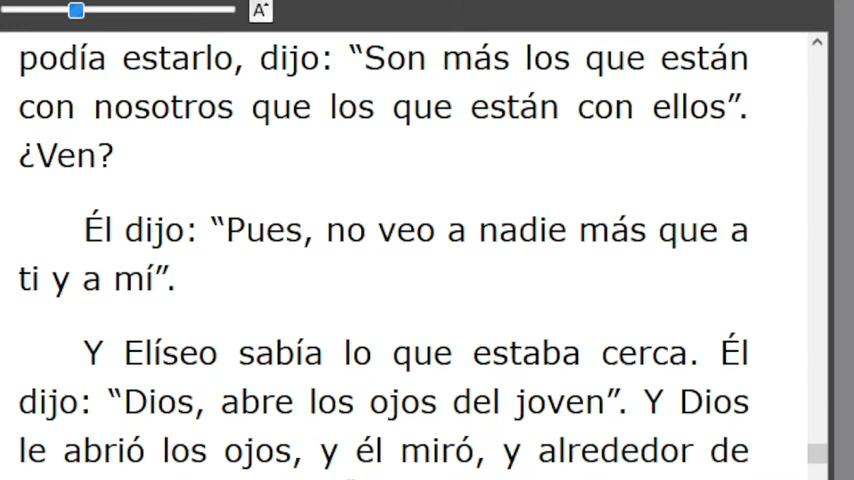 A
podía estarlo, dijo: “Son más los que están
con nosotros que los que están con ellos”.
¿Ven?
Él dijo: “Pues, no veo a nadie más que a
ti y a mí”.
Y Elíseo sabía lo que estaba cerca. Él
dijo: “Dios, abre los ojos del joven”. Y Dios
le abrió los ojos, y él miró, y alrededor de